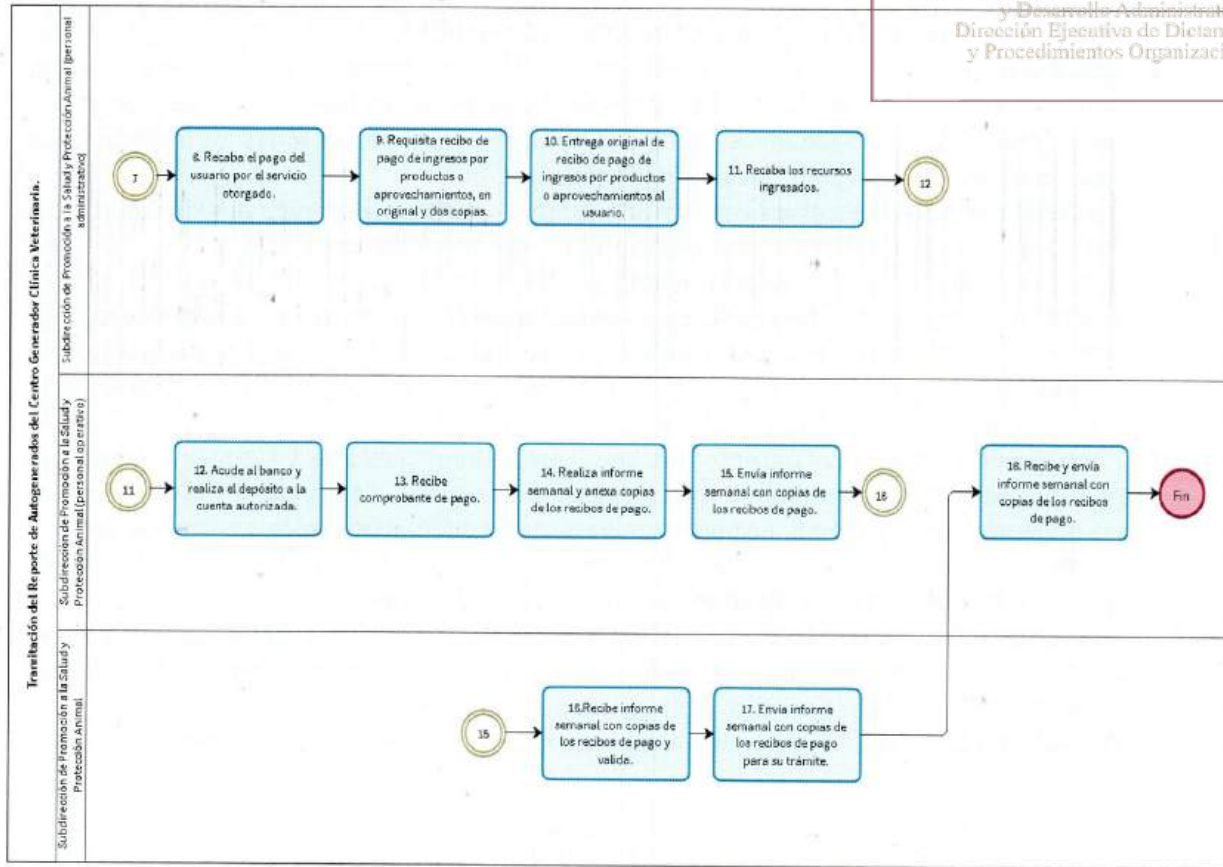 y Desarrollo Administrat
Dirección Ejecutiva de Dictam
y Procedimientos Organizaci
Tramitación del Reporte de Autogenerados del Centro Generador Clínica Veterinaria.
Subdirección de Promoción a la Salud y Protección Animal (personal
administrativo)
7
8. Recaba el pago del
usuario por el servicio
otorgado.
9. Requisita recibo de
pago de ingresos por
productos o
aprovechamientos, en
original y dos copias.
10. Entrega original de
recibo de pago de
ingresos por productos
o aprovechamientos al
usuario.
11. Recaba los recursos
ingresados.
12
Subdirección de Promoción a la Salud y
Protección Animal (personal operativo)
11
12. Acude al banco y
realiza el depósito a la
cuenta autorizada.
13. Recibe
comprobante de pago.
14. Realiza informe
semanal y anexa copias
de los recibos de pago.
15. Envía informe
semanal con copias de
los recibos de pago.
16
18. Recibe y envía
informe semanal con
copias de los recibos
de pago.
Fin
Subdirección de Promoción a la Salud y
Protección Animal
15
16.Recibe informe
semanal con copias de
los recibos de pago y
valida.
17. Envía informe
semanal con copias de
los recibos de pago
para su trámite.